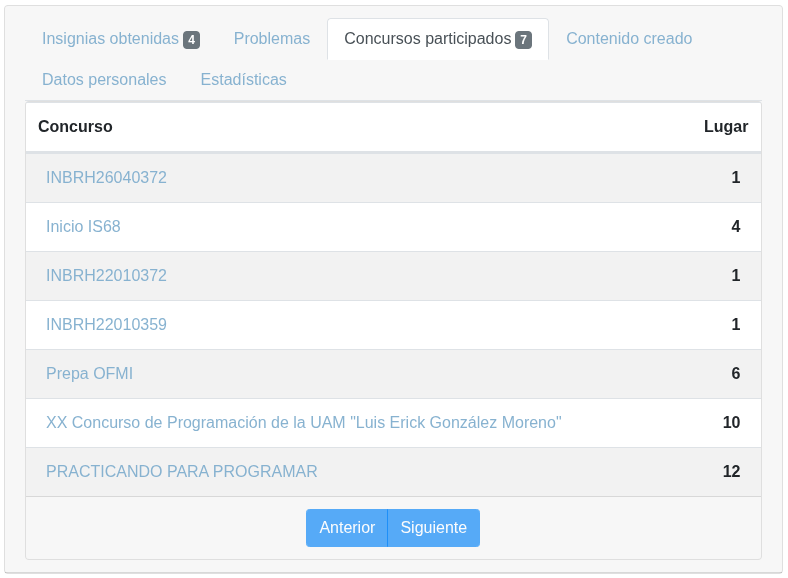 Insignias obtenidas 4 Problemas Concursos participados 7 Contenido creado
Datos personales Estadísticas
Concurso Lugar
INBRH26040372 1
Inicio IS68 4
INBRH22010372 1
INBRH22010359 1
Prepa OFMI 6
XX Concurso de Programación de la UAM "Luis Erick González Moreno" 10
PRACTICANDO PARA PROGRAMAR 12
Anterior Siguiente